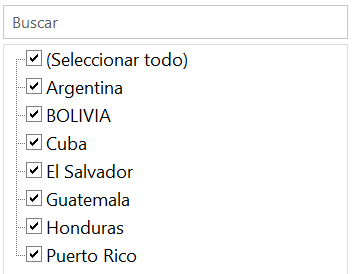 Buscar
(Seleccionar todo)
Argentina
BOLIVIA
Cuba
El Salvador
Guatemala
Honduras
Puerto Rico